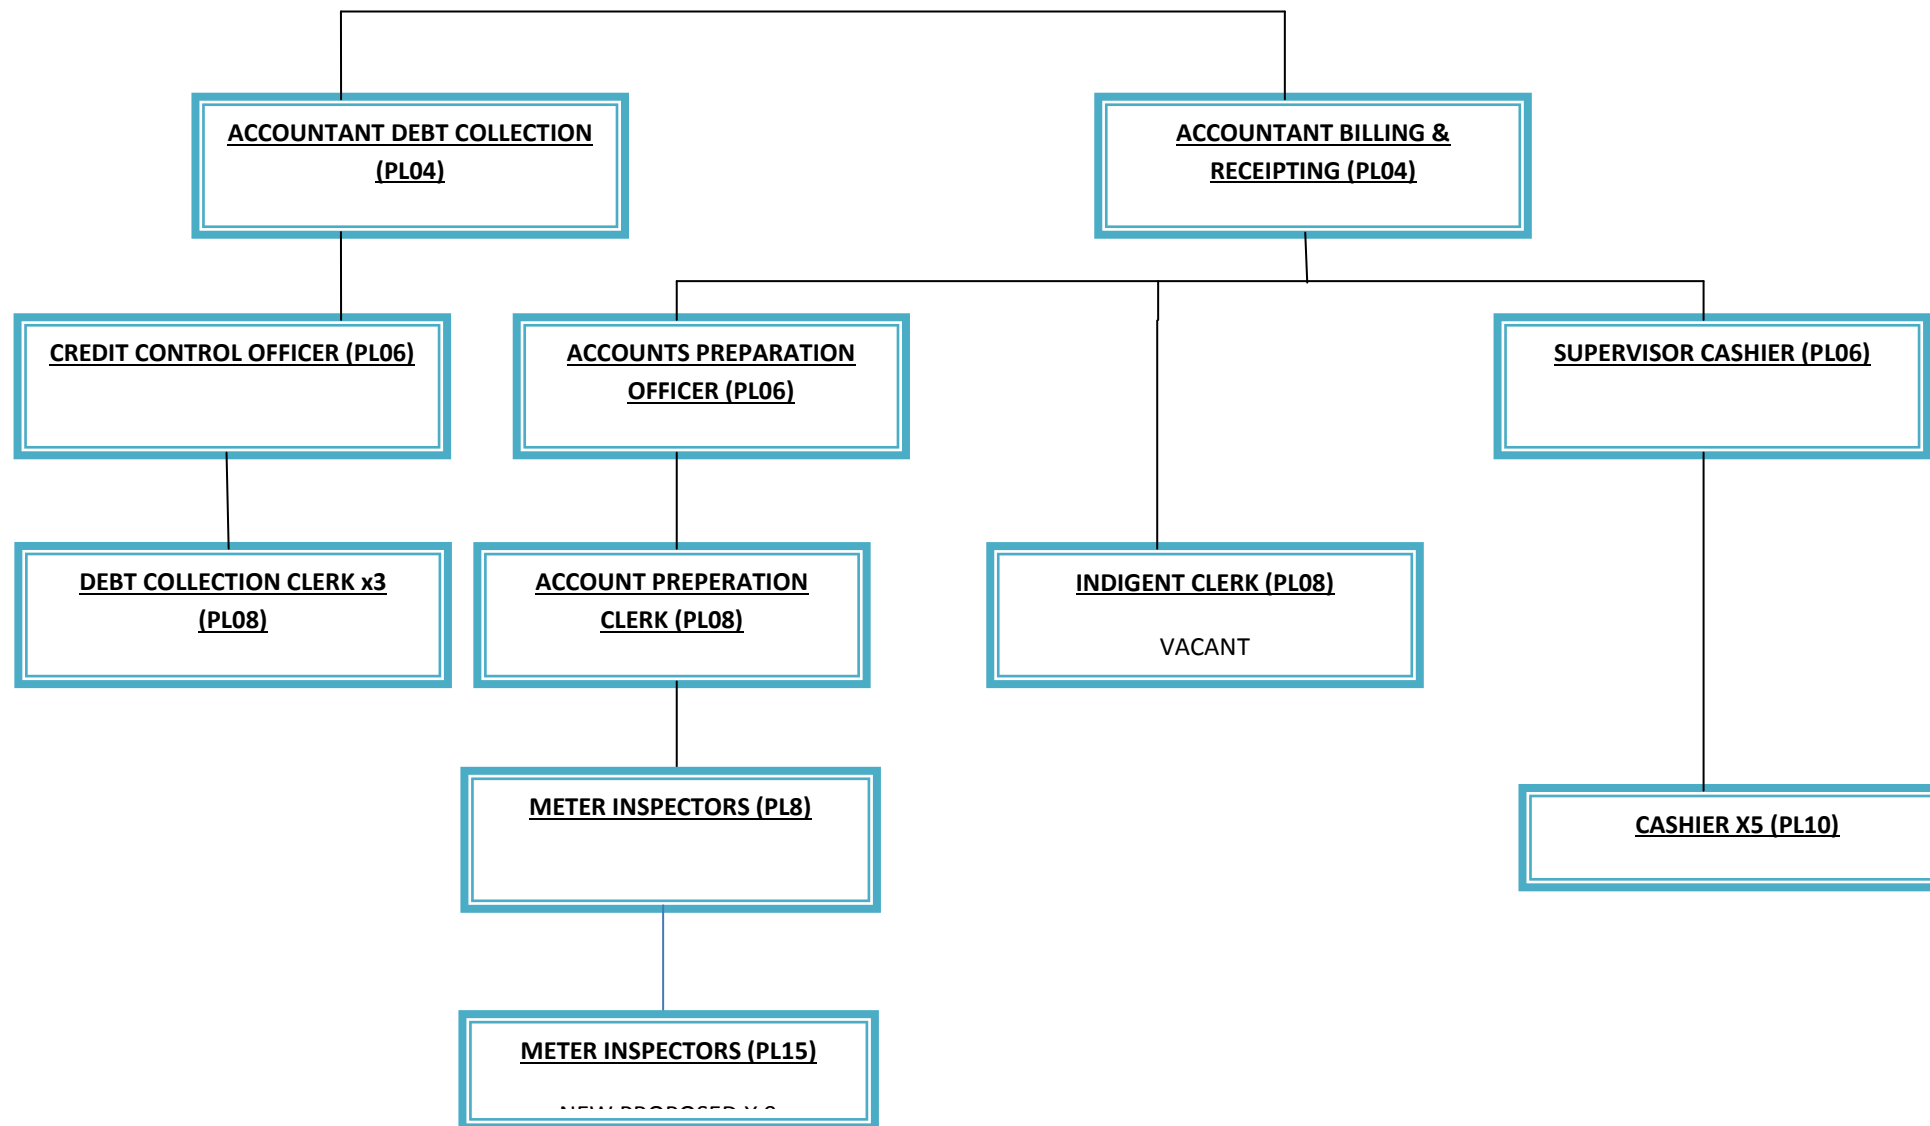 ACCOUNTANT DEBT COLLECTION
(PL04)
ACCOUNTANT BILLING &
RECEIPTING (PL04)
CREDIT CONTROL OFFICER (PL06)
ACCOUNTS PREPARATION
OFFICER (PL06)
SUPERVISOR CASHIER (PL06)
DEBT COLLECTION CLERK x3
(PL08)
ACCOUNT PREPERATION
CLERK (PL08)
INDIGENT CLERK (PL08)
VACANT
METER INSPECTORS (PL8)
CASHIER X5 (PL10)
METER INSPECTORS (PL15)
NEW PROPOSED X